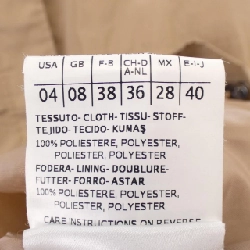 USA GB F-B CH-D A-NL MX E-I-J
04 08 38 36 28 40
TESSUTO-CLOTH-TISSU-STOFF-
TEJIDO-TECIDO-KUMAŞ
100% POLIESTERE, POLYESTER,
POLIESTER, POLYESTER
FODERA-LINING-DOUBLURE-
FUTTER-FORRO-ASTAR
100% POLIESTERE, POLYESTER,
POLIESTER, POLYESTER
CARE INSTRUCTIONS ON REVERSE